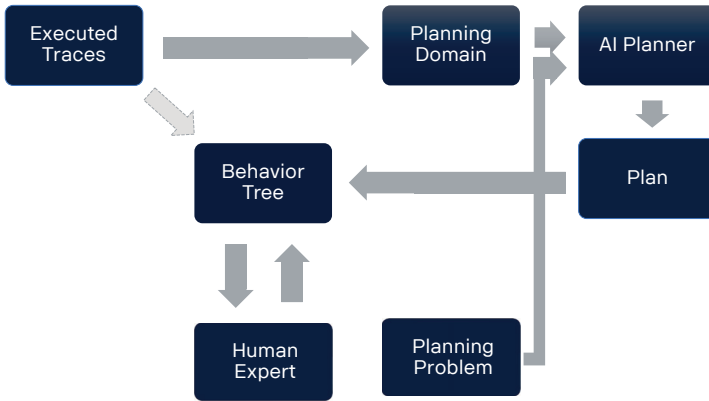 Executed
Traces
Planning
Domain
AI Planner
Behavior
Tree
Plan
Human
Expert
Planning
Problem